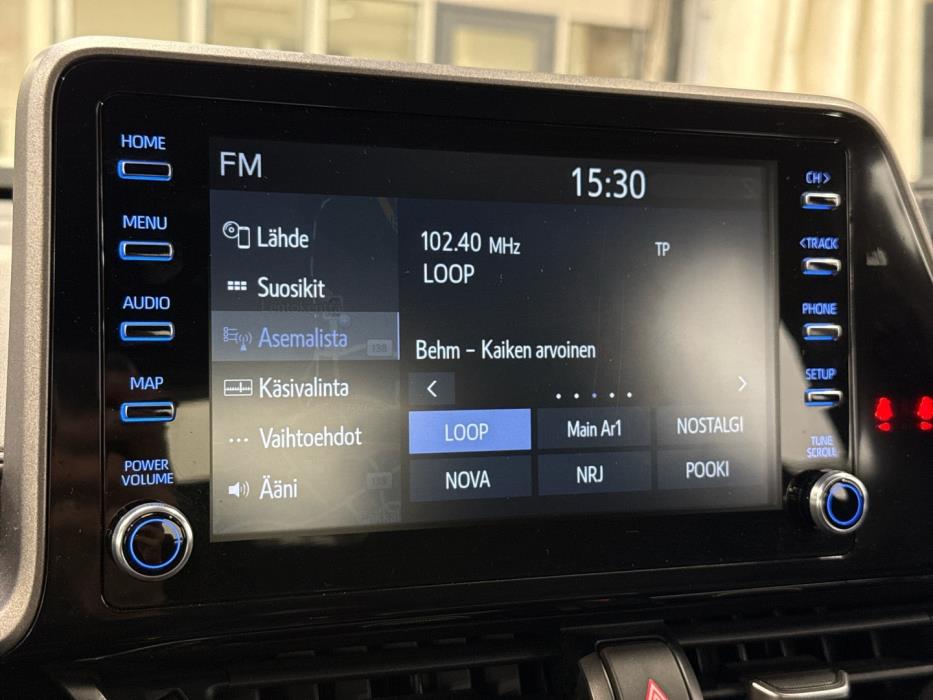 HOME
MENU
AUDIO
MAP
POWER
VOLUME
FM
15:30
Lähde
Suosikit
Asemalista
138
Käsivalinta
Vaihtoehdot
Ääni
102.40 MHz
TP
LOOP
Behm – Kaiken arvoinen
LOOP
Main Ar1
NOSTALGI
NOVA
NRJ
POOKI
CH>
<TRACK
PHONE
SETUP
TUNE
SCROLL